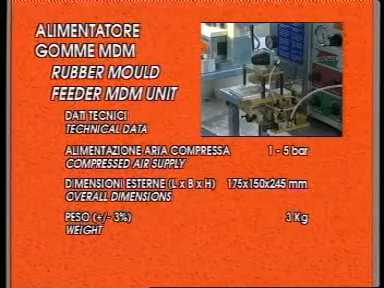 ALIMENTATORE
GOMME MDM
RUBBER MOULD
FEEDER MDM UNIT
DATI TECNICI
TECHNICAL DATA
ALIMENTAZIONE ARIA COMPRESSA 1 - 5 bar
COMPRESSED AIR SUPPLY
DIMENSIONI ESTERNE (L x B x H) 175x150x245 mm
OVERALL DIMENSIONS
PESO (+/- 3%) 3 Kg
WEIGHT